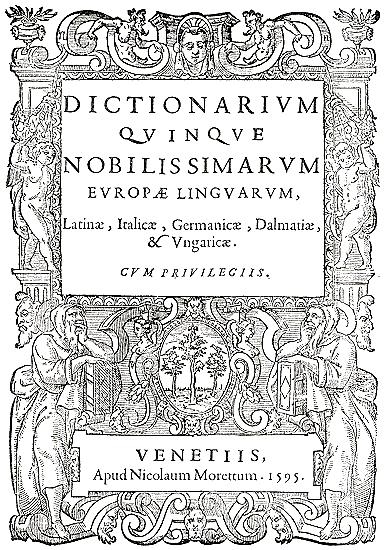 DICTIONARIVM
QVINQVE
NOBILISSIMARVM
EVROPÆ LINGVARVM,
Latinæ, Italicæ, Germanicæ, Dalmatiæ,
& Vngaricæ.
CVM PRIVILEGIIS.
VENETIIS,
Apud Nicolaum Morettum. 1595.